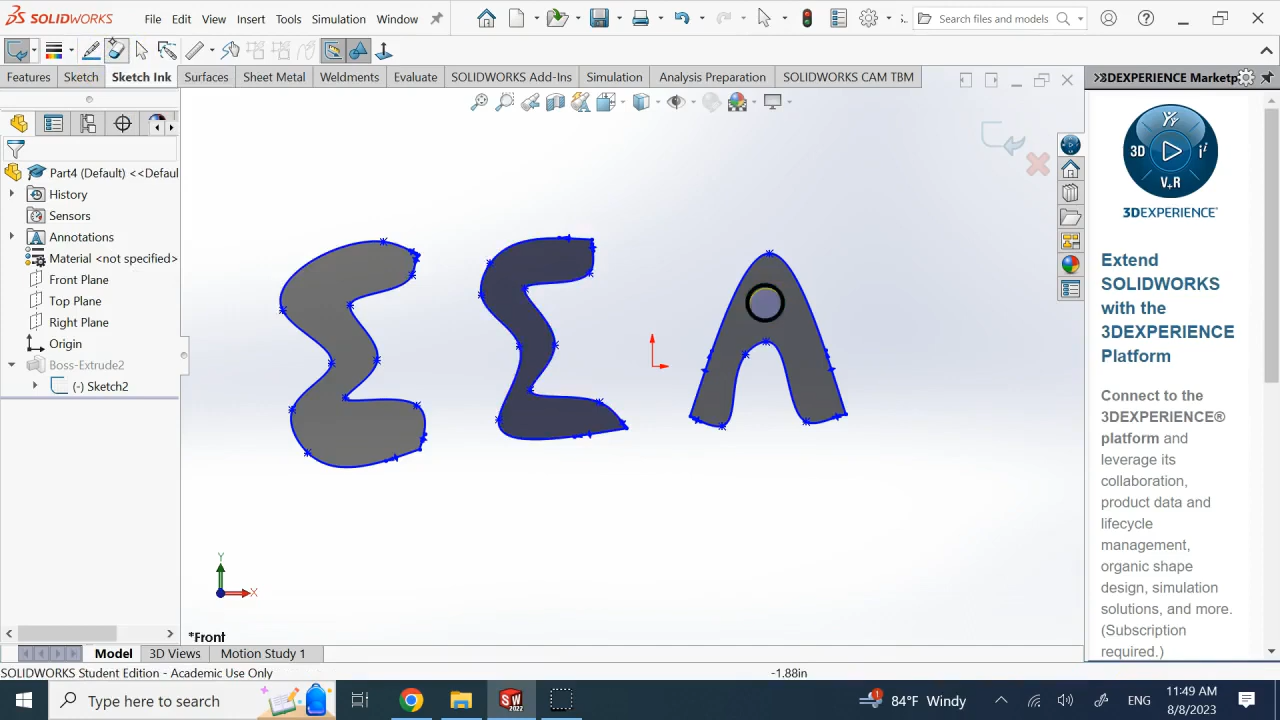 SOLIDWORKS File Edit View Insert Tools Simulation Window Search files and models
Features Sketch Sketch Ink Surfaces Sheet Metal Weldments Evaluate SOLIDWORKS Add-Ins Simulation Analysis Preparation SOLIDWORKS CAM TBM 3DEXPERIENCE Marketp
Part4 (Default) <<Defaul
History
Sensors
Annotations
Material <not specified>
Front Plane
Top Plane
Right Plane
Origin
Boss-Extrude2
(-) Sketch2
Σ Σ A
Y
X
*Front
3D
V+R
3DEXPERIENCE
Extend
SOLIDWORKS
with the
3DEXPERIENCE
Platform
Connect to the
3DEXPERIENCE®
platform and
leverage its
collaboration,
product data and
lifecycle
management,
organic shape
design, simulation
solutions, and more.
(Subscription
required.)
Model 3D Views Motion Study 1
SOLIDWORKS Student Edition - Academic Use Only -1.88in
Type here to search SW 2022 1 84°F Windy ENG 11:49 AM
8/8/2023